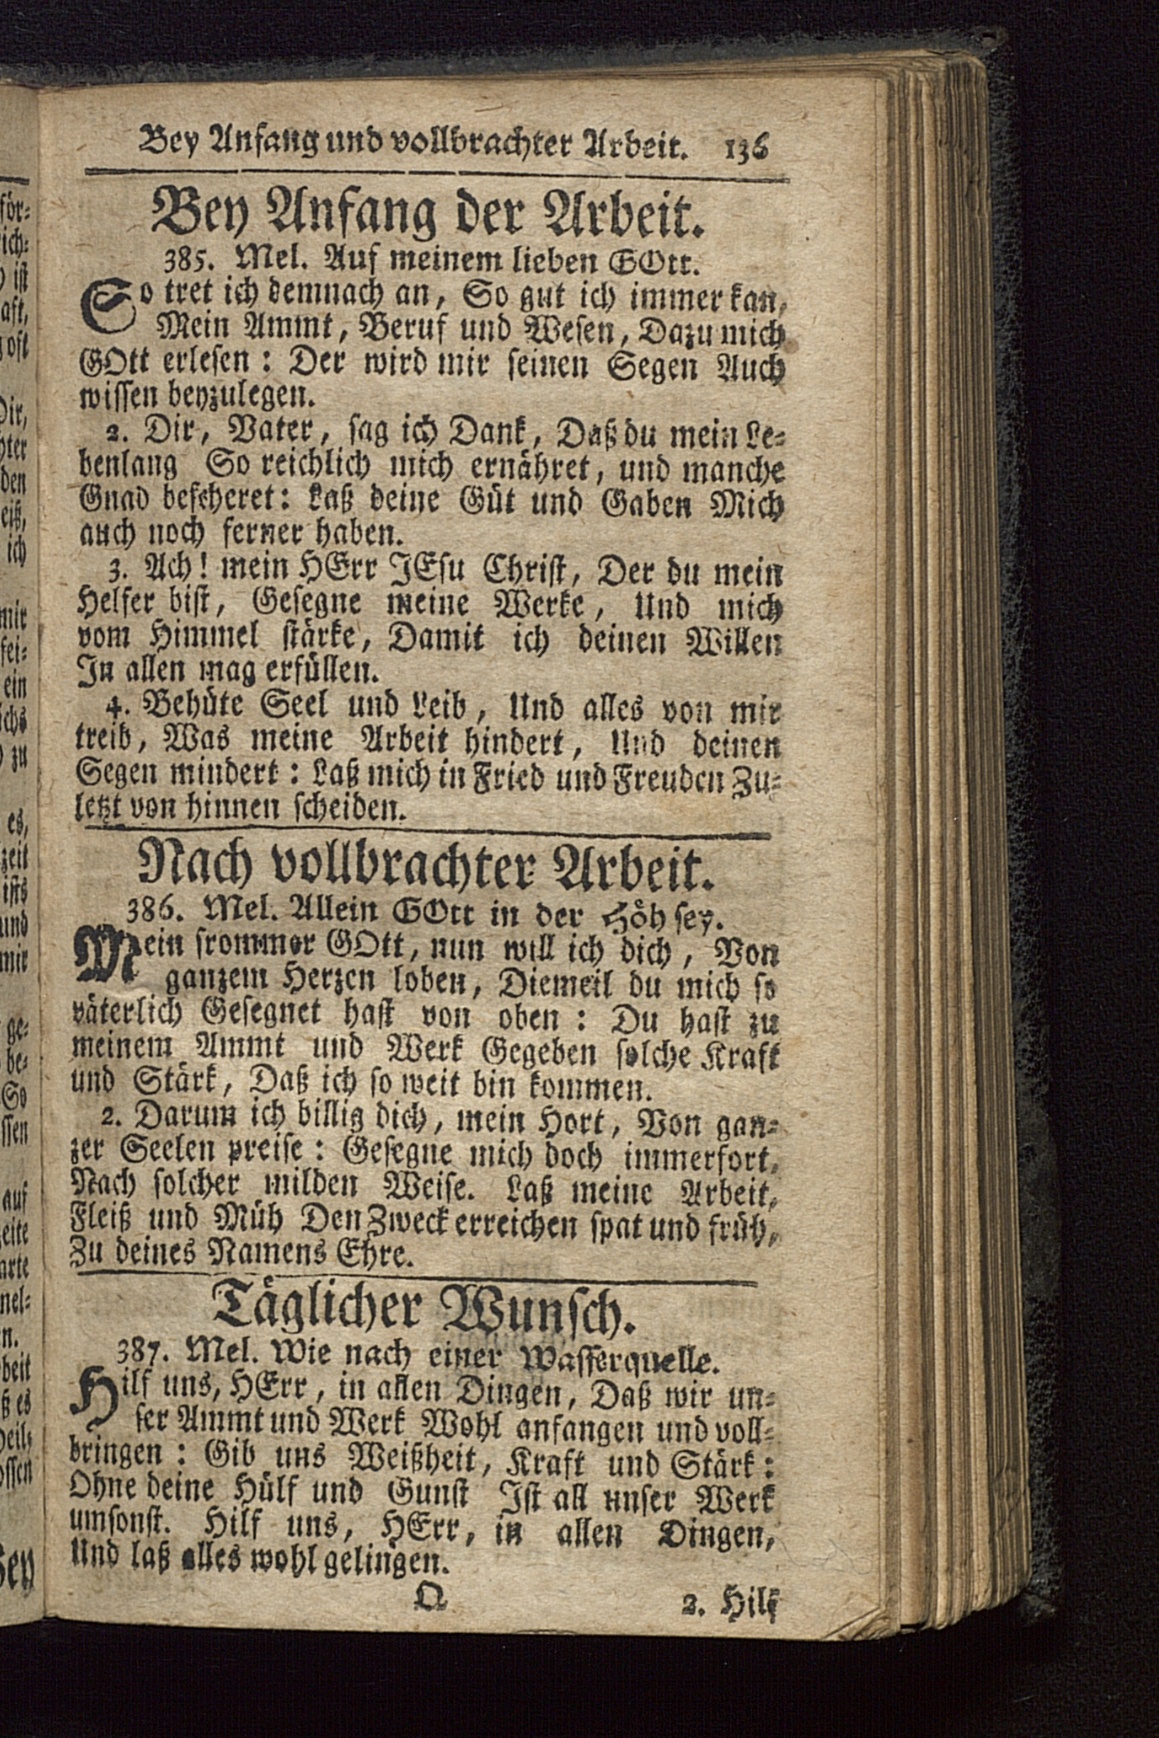 Bey Anfang und vollbrachter Arbeit. 136
Bey Anfang der Arbeit.
385. Mel. Auf meinem lieben GOtt.
So tret ich demnach an, So gut ich immer kan,
Mein Ammt, Beruf und Wesen, Dazu mich
GOtt erlesen: Der wird mir seinen Segen Auch
wissen beyzulegen.
2. Dir, Vater, sag ich Dank, Daß du mein Le-
benlang So reichlich mich ernähret, und manche
Gnad bescheret: Laß deine Güt und Gaben Mich
auch noch ferner haben.
3. Ach! mein HErr JEsu Christ, Der du mein
Helfer bist, Gesegne meine Werke, Und mich
vom Himmel stärke, Damit ich deinen Willen
In allen mag erfüllen.
4. Behüte Seel und Leib, Und alles von mir
treib, Was meine Arbeit hindert, Und deinen
Segen mindert: Laß mich in Fried und Freuden Zu-
letzt von hinnen scheiden.
Nach vollbrachter Arbeit.
386. Mel. Allein GOtt in der Höh sey.
Mein frommer GOtt, nun will ich dich, Von
ganzem Herzen loben, Diemeil du mich so
väterlich Gesegnet hast von oben: Du hast zu
meinem Ammt und Werk Gegeben solche Kraft
und Stärk, Daß ich so weit bin kommen.
2. Darum ich billig dich, mein Hort, Von gan-
zer Seelen preise: Gesegne mich doch immerfort,
Nach solcher milden Weise. Laß meine Arbeit,
Fleiß und Müh Den Zweck erreichen spat und früh,
Zu deines Namens Ehre.
Täglicher Wunsch.
387. Mel. Wie nach einer Wasserquelle.
Hilf uns, HErr, in allen Dingen, Daß wir un-
ser Ammt und Werk Wohl anfangen und voll-
bringen: Gib uns Weißheit, Kraft und Stärk:
Ohne deine Hülf und Gunst Ist all unser Werk
umsonst. Hilf uns, HErr, in allen Dingen,
Und laß alles wohl gelingen.
Q 2. Hilf